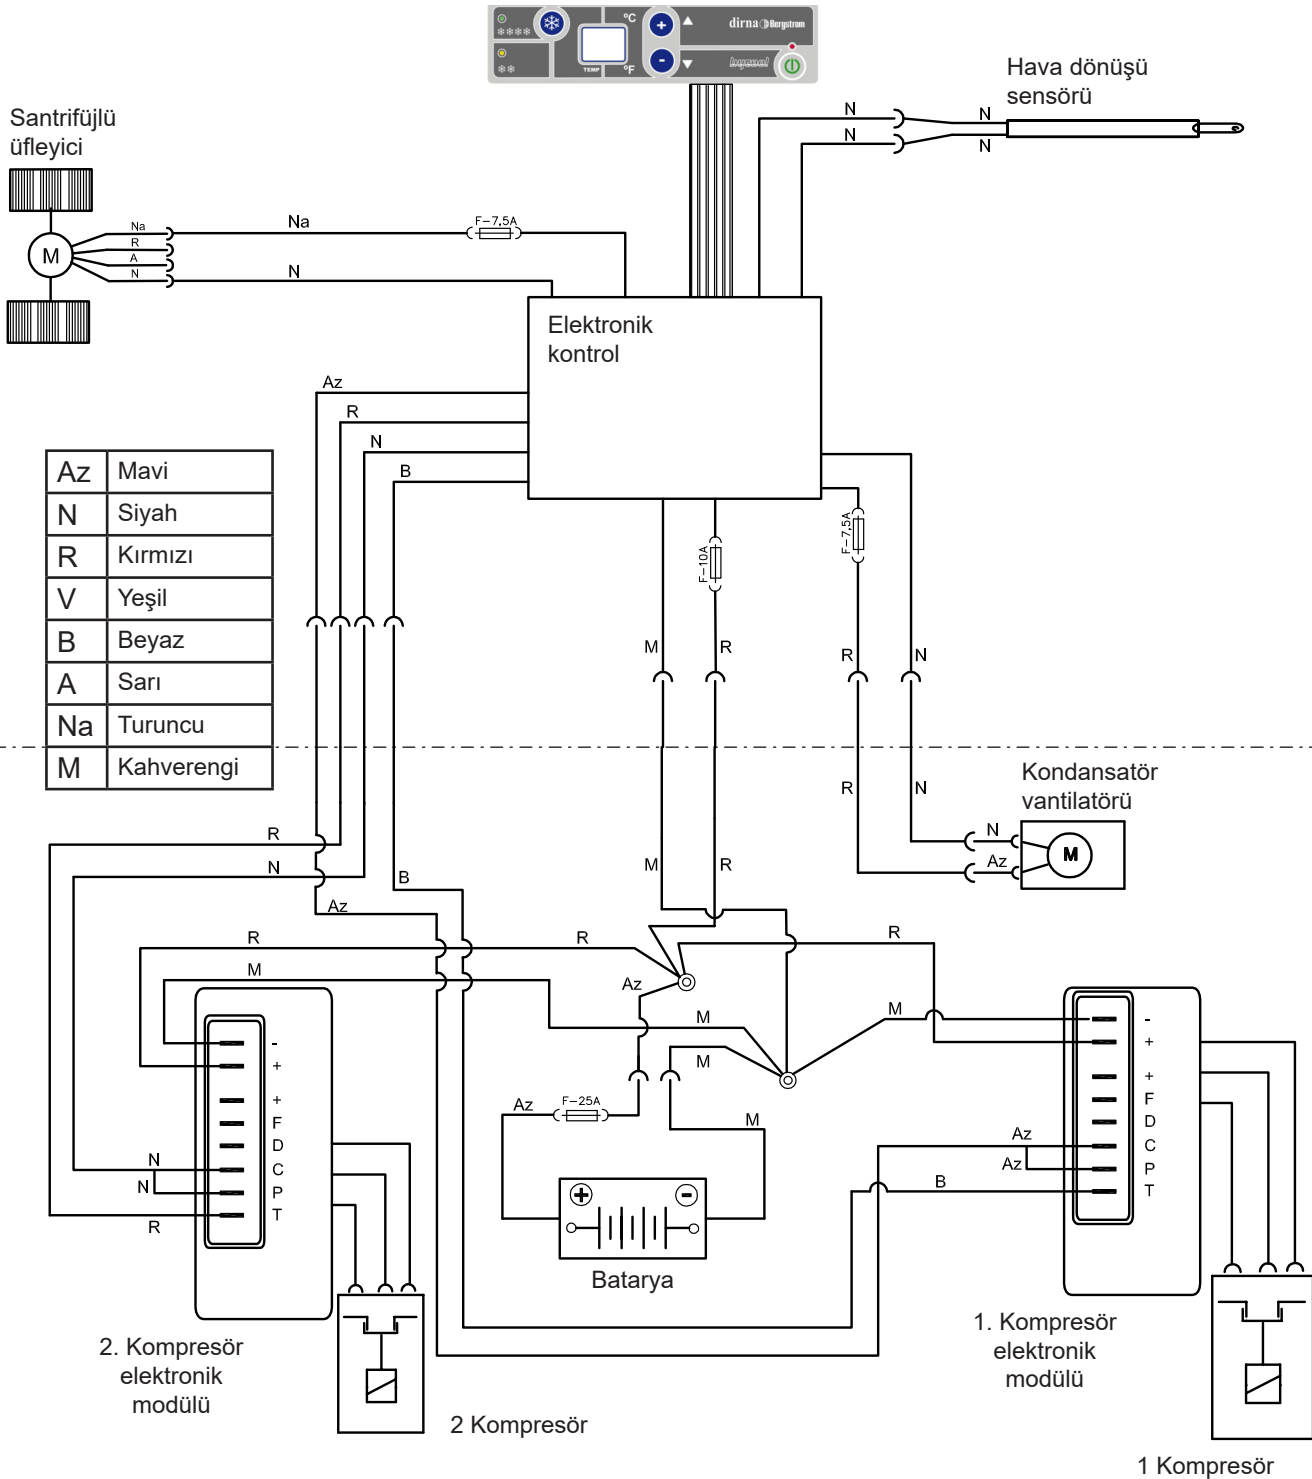 °C
°F
TEMP
+
-
dirna Bergstrom
bycool
Hava dönüşü
sensörü
N
N
N
N
Santrifüjlü
üfleyici
M
Na
R
A
N
Na
N
F-7,5A
Elektronik
kontrol
Az
R
N
B
Az Mavi
N Siyah
R Kırmızı
V Yeşil
B Beyaz
A Sarı
Na Turuncu
M Kahverengi
F-10A
F-7,5A
M
R
R
N
Kondansatör
vantilatörü
R
N
N
Az
M
R
N
B
Az
M
R
R
M
R
Az
R
M
M
M
M
Az
F-25A
+
-
Batarya
-
+
+
F
D
C
P
T
N
N
R
2. Kompresör
elektronik
modülü
2 Kompresör
-
+
+
F
D
C
P
T
Az
Az
B
1. Kompresör
elektronik
modülü
1 Kompresör